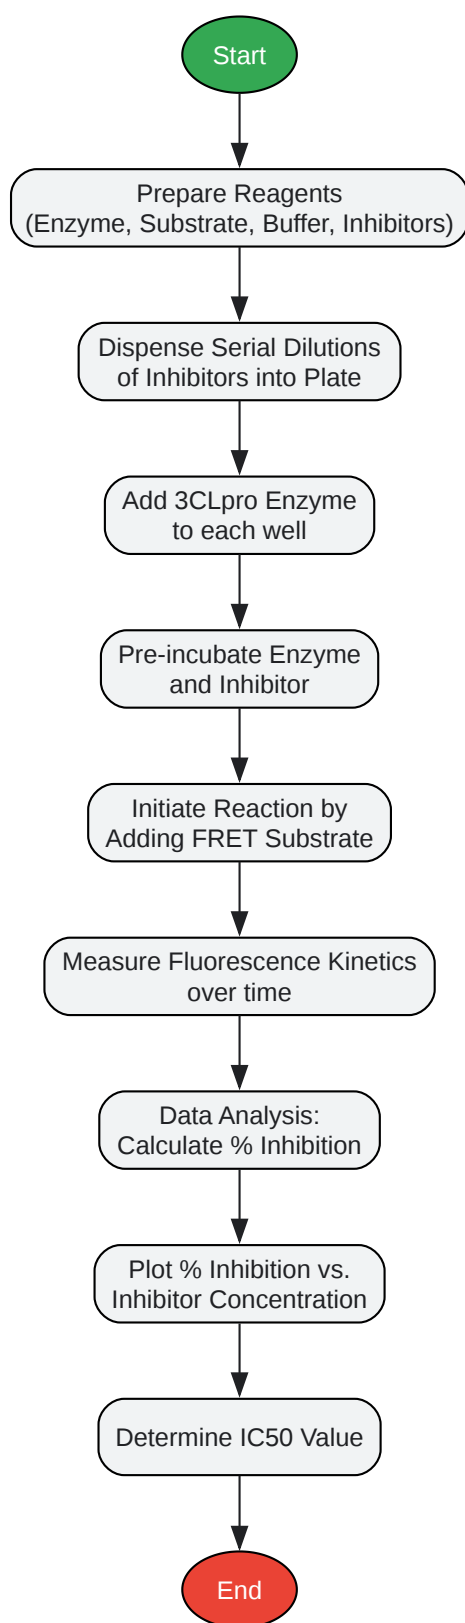 Start
Prepare Reagents
(Enzyme, Substrate, Buffer, Inhibitors)
Dispense Serial Dilutions
of Inhibitors into Plate
Add 3CLpro Enzyme
to each well
Pre-incubate Enzyme
and Inhibitor
Initiate Reaction by
Adding FRET Substrate
Measure Fluorescence Kinetics
over time
Data Analysis:
Calculate % Inhibition
Plot % Inhibition vs.
Inhibitor Concentration
Determine IC50 Value
End